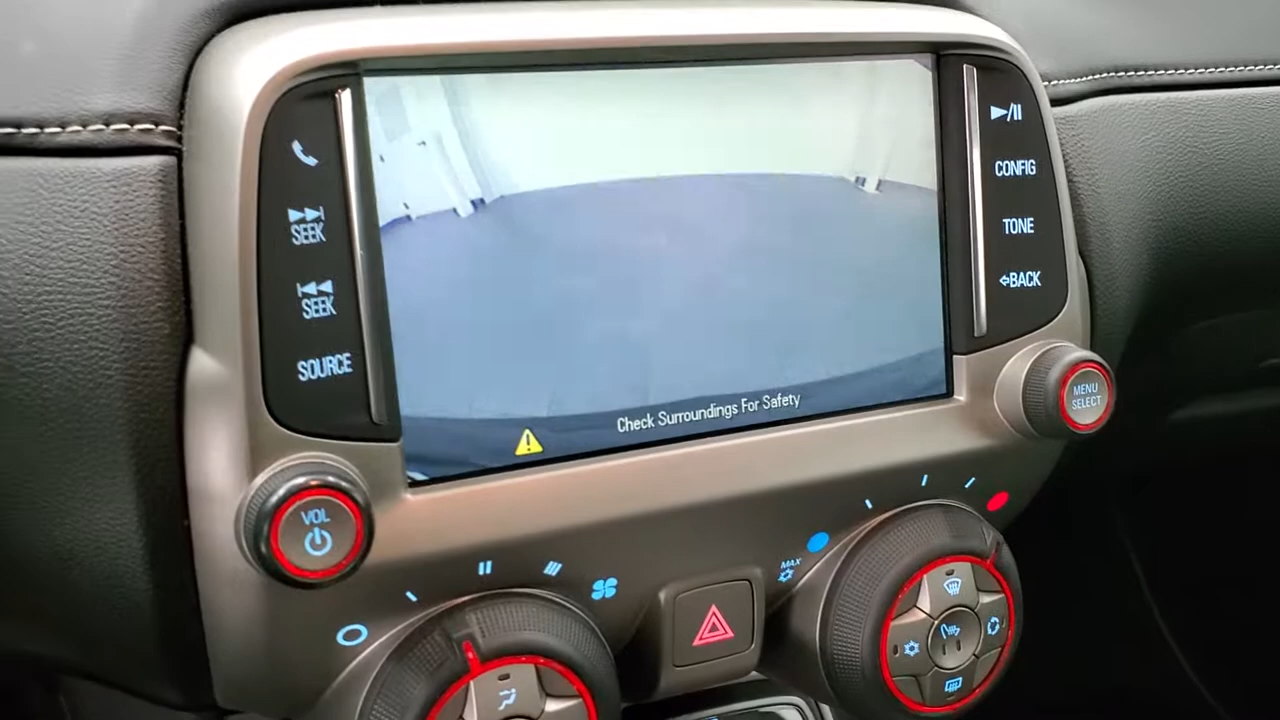 SEEK
SEEK
SOURCE
VOL
Check Surroundings For Safety
CONFIG
TONE
BACK
MENU
SELECT
MAX